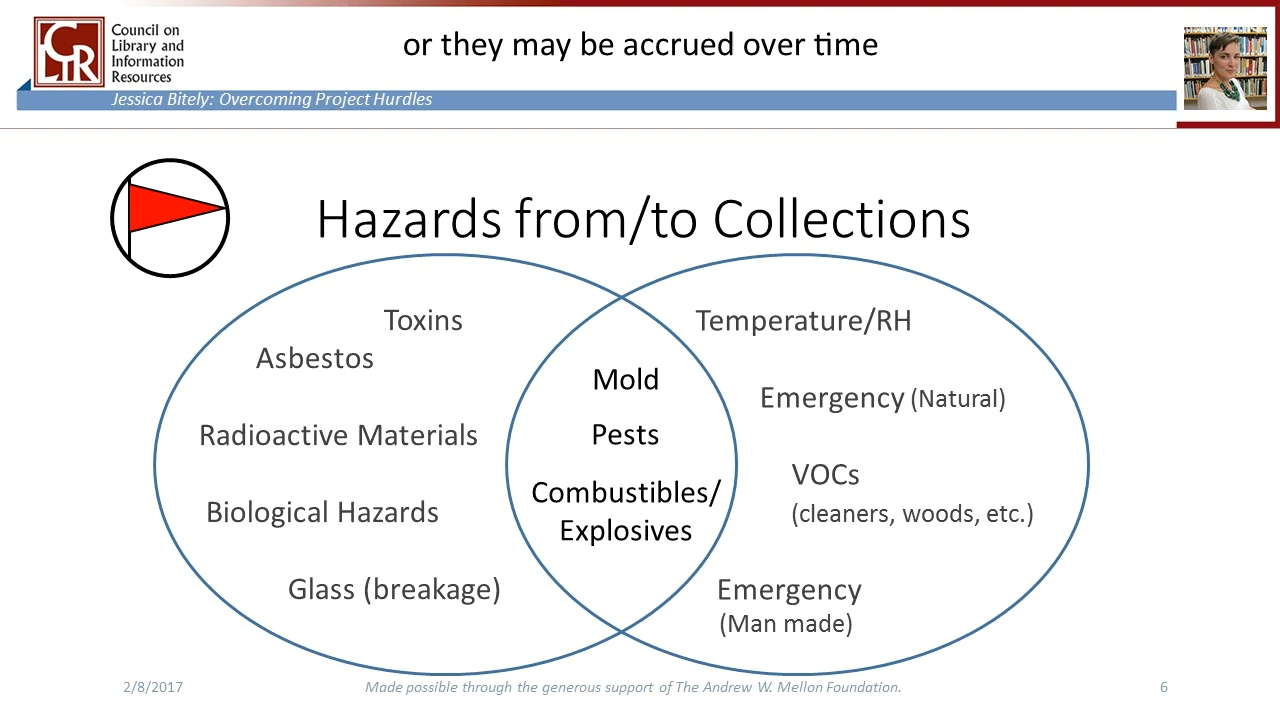 CLIR
Council on
Library and
Information
Resources
or they may be accrued over time
Jessica Bitely: Overcoming Project Hurdles
Hazards from/to Collections
Toxins
Asbestos
Radioactive Materials
Biological Hazards
Glass (breakage)
Mold
Pests
Combustibles/
Explosives
Temperature/RH
Emergency (Natural)
VOCs
(cleaners, woods, etc.)
Emergency
(Man made)
2/8/2017
Made possible through the generous support of The Andrew W. Mellon Foundation.
6